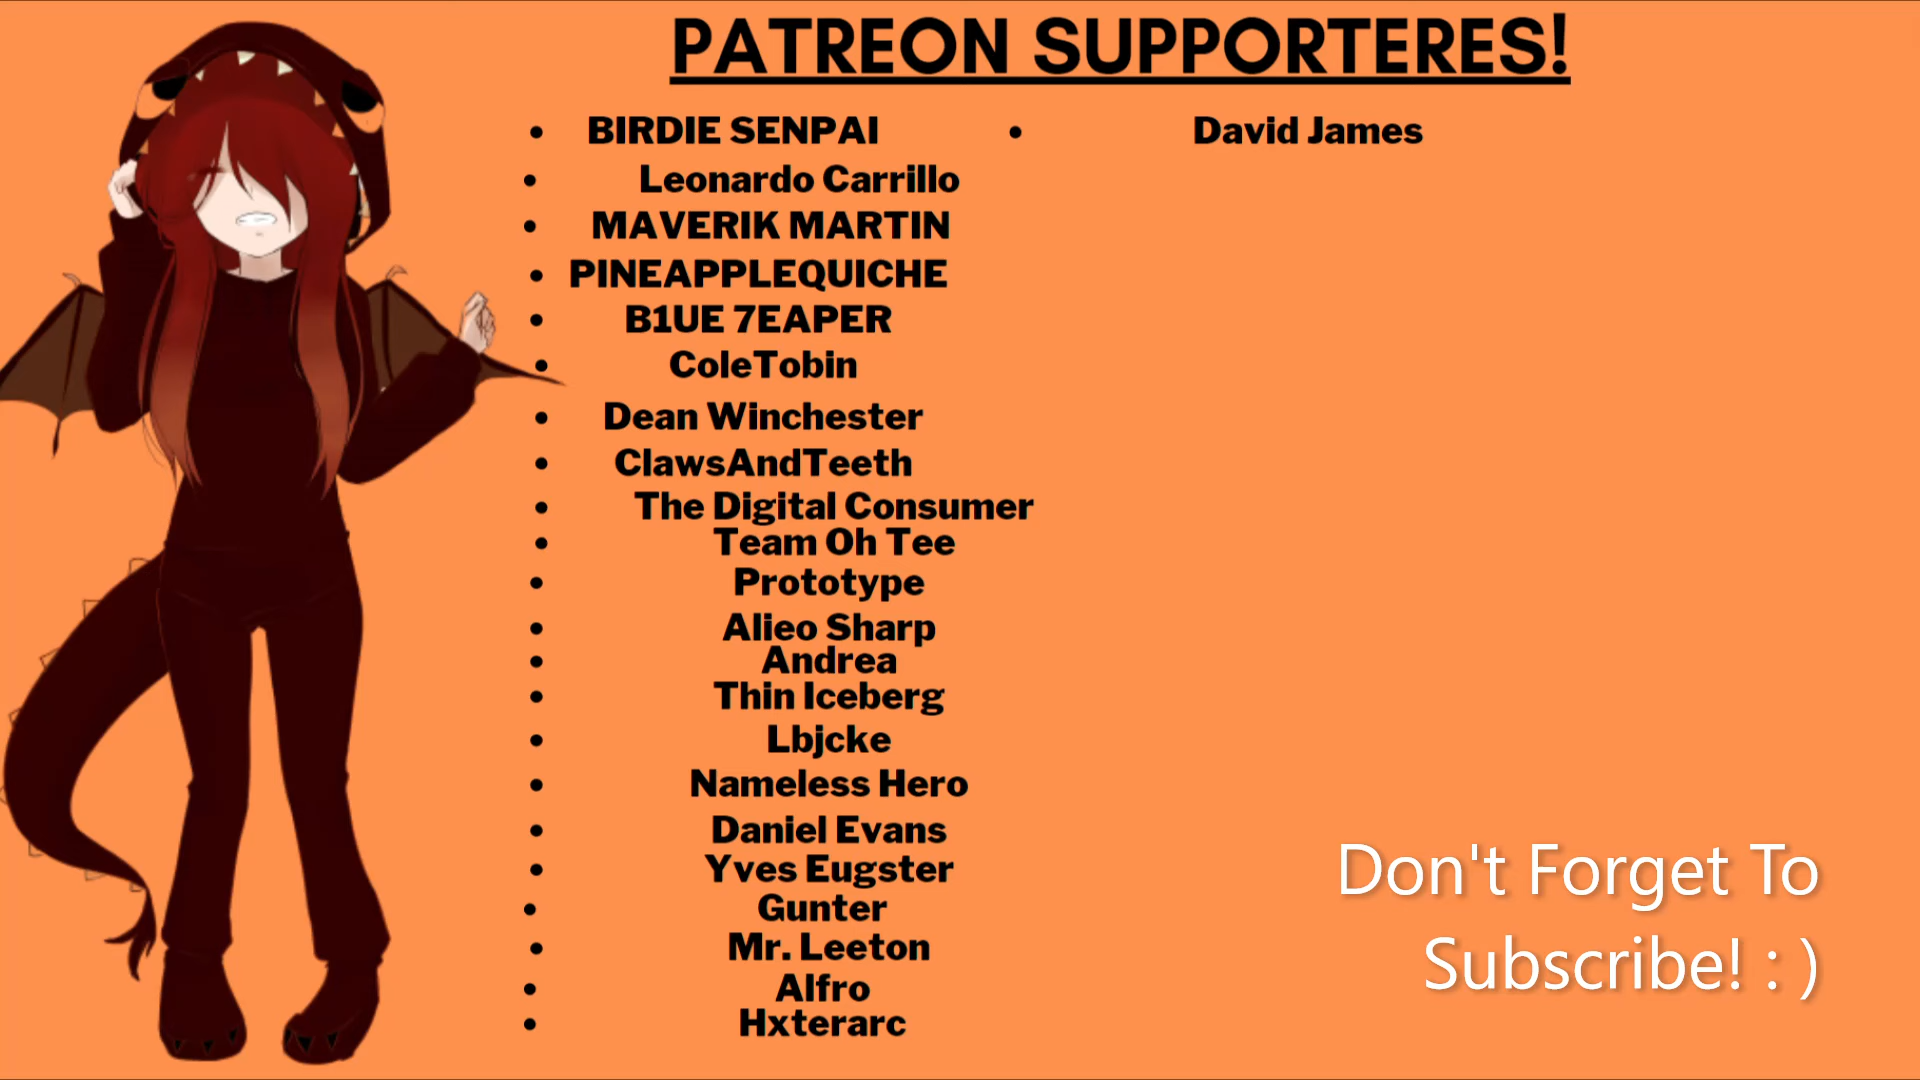 PATREON SUPPORTERES!
• BIRDIE SENPAI
• Leonardo Carrillo
• MAVERIK MARTIN
• PINEAPPLEQUICHE
• B1UE 7EAPER
• ColeTobin
• Dean Winchester
• ClawsAndTeeth
• The Digital Consumer
• Team Oh Tee
• Prototype
• Alieo Sharp
• Andrea
• Thin Iceberg
• Lbjcke
• Nameless Hero
• Daniel Evans
• Yves Eugster
• Gunter
• Mr. Leeton
• Alfro
• Hxterarc
• David James
Don't Forget To
Subscribe! : )